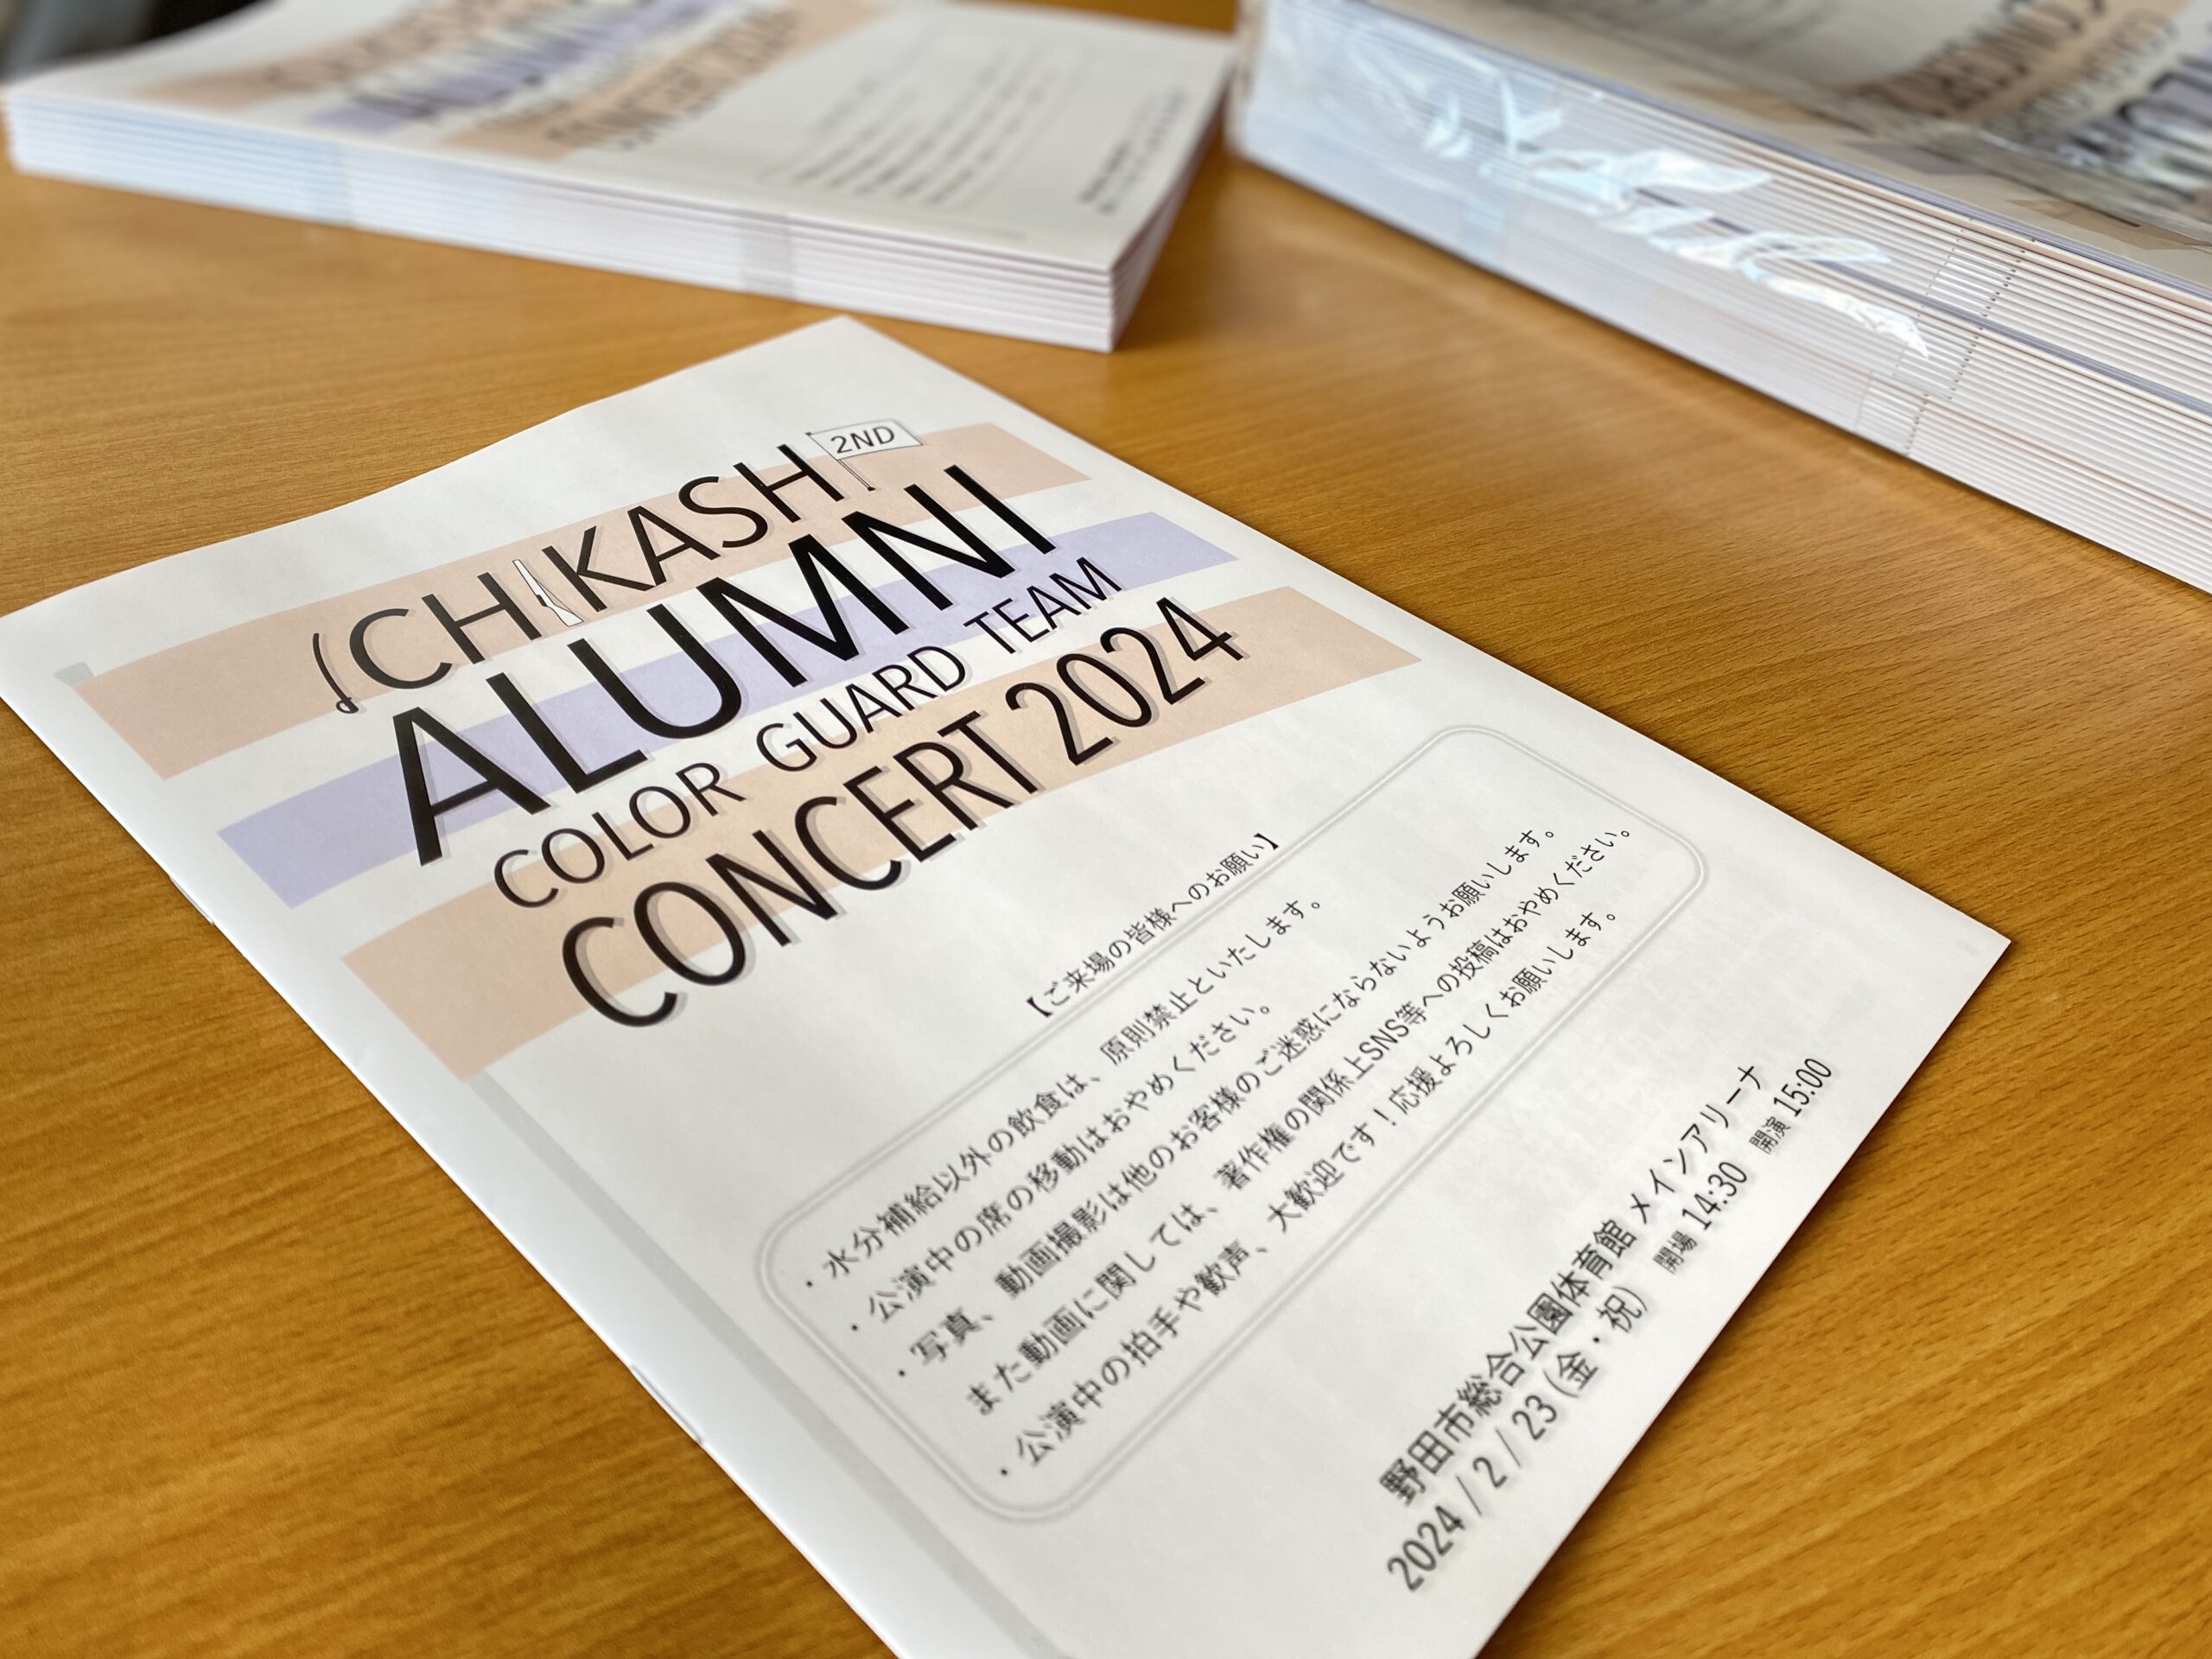 CHIKASHI
2ND
ALUMNI
COLOR GUARD TEAM
CONCERT 2024
【ご来場の皆様へのお願い】
・水分補給以外の飲食は、原則禁止といたします。
・公演中の席の移動はおやめください。
・写真、動画撮影は他のお客様のご迷惑にならないようお願いします。
また動画に関しては、著作権の関係上SNS等への投稿はおやめください。
・公演中の拍手や歓声、大歓迎です！応援よろしくお願いします。
野田市総合公園体育館 メインアリーナ
2024 / 2 / 23 (金・祝) 開場 14:30 開演 15:00